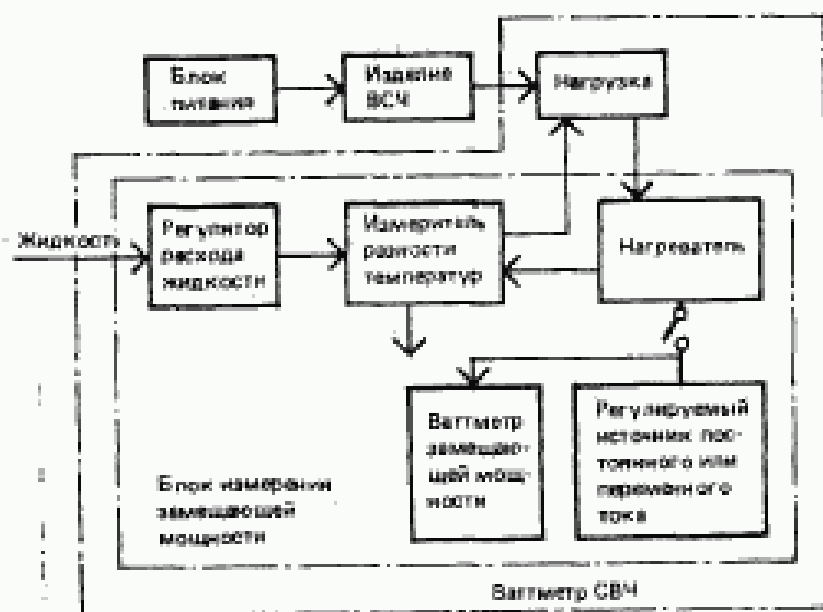 Блок
питания
Изделие
ВСЧ
Нагрузка
Жидкость
Регулятор
расхода
жидкости
Измеритель
разности
температур
Нагреватель
Ваттметр
замещаю-
щей мощ-
ности
Регулируемый
источник пос-
тоянного или
переменного
тока
Блок измерения
замещающей
мощности
Ваттметр СВЧ